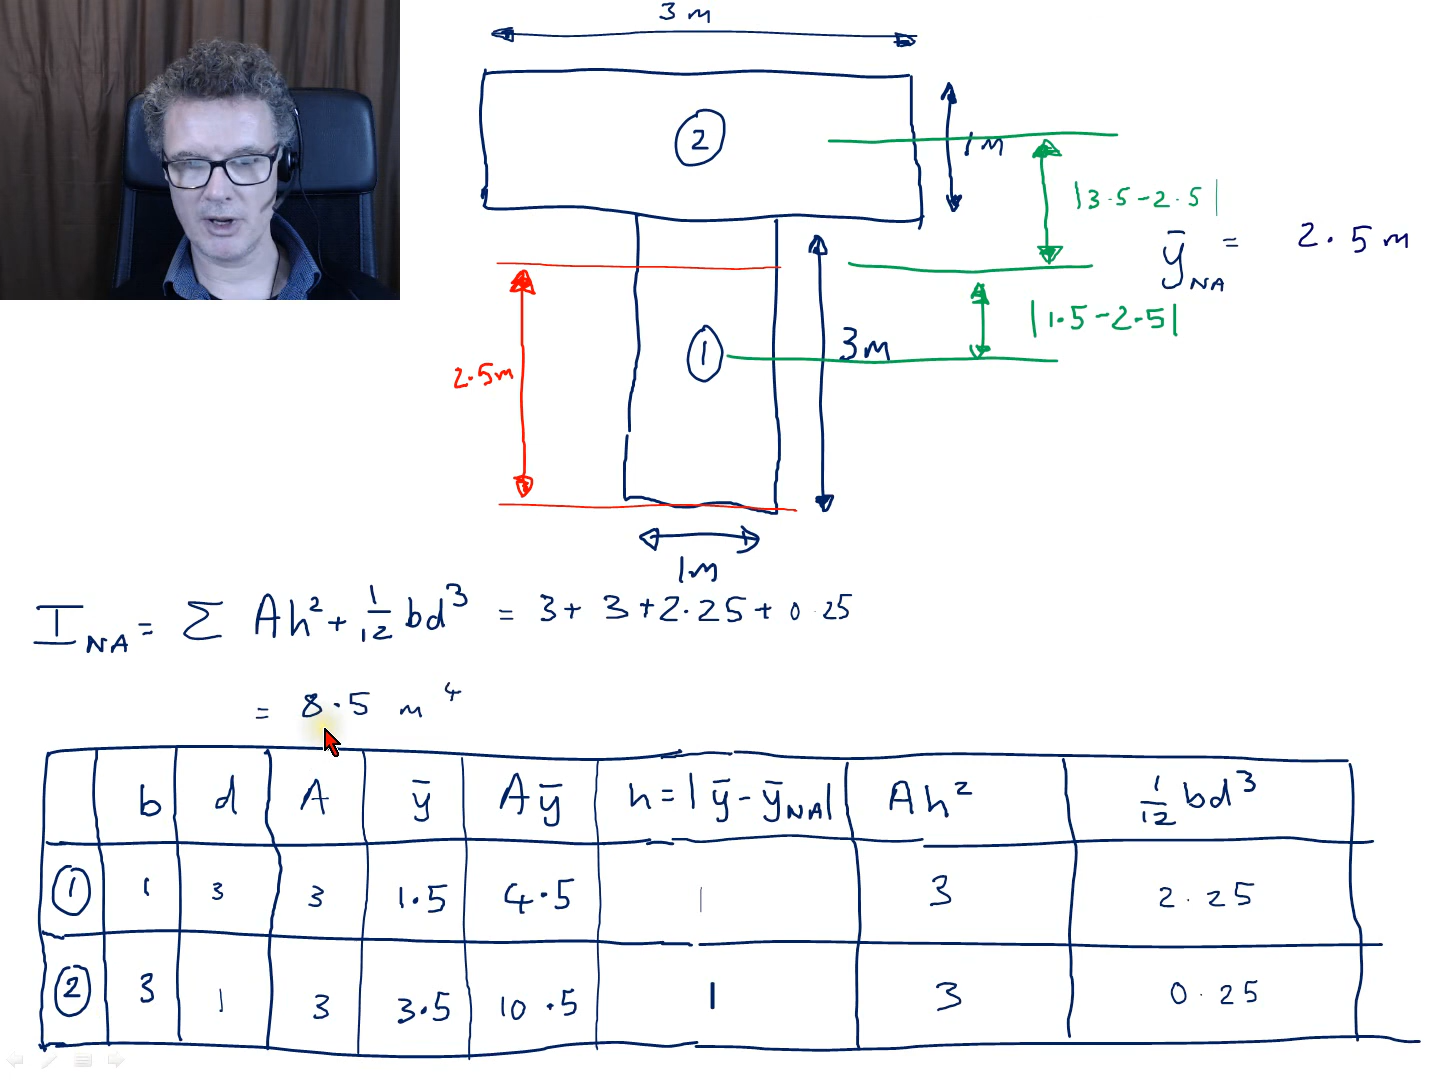 3 m
2
1 m
|3.5-2.5|
ȳNA = 2.5 m
|1.5-2.5|
1
3m
2.5m
1m
INA = Σ Ah² + 1/12 bd³ = 3 + 3 + 2.25 + 0.25
= 8.5 m⁴
b d A ȳ Aȳ h = |ȳ - ȳNA| Ah² 1/12 bd³
1 1 3 3 1.5 4.5 1 3 2.25
2 3 1 3 3.5 10.5 1 3 0.25